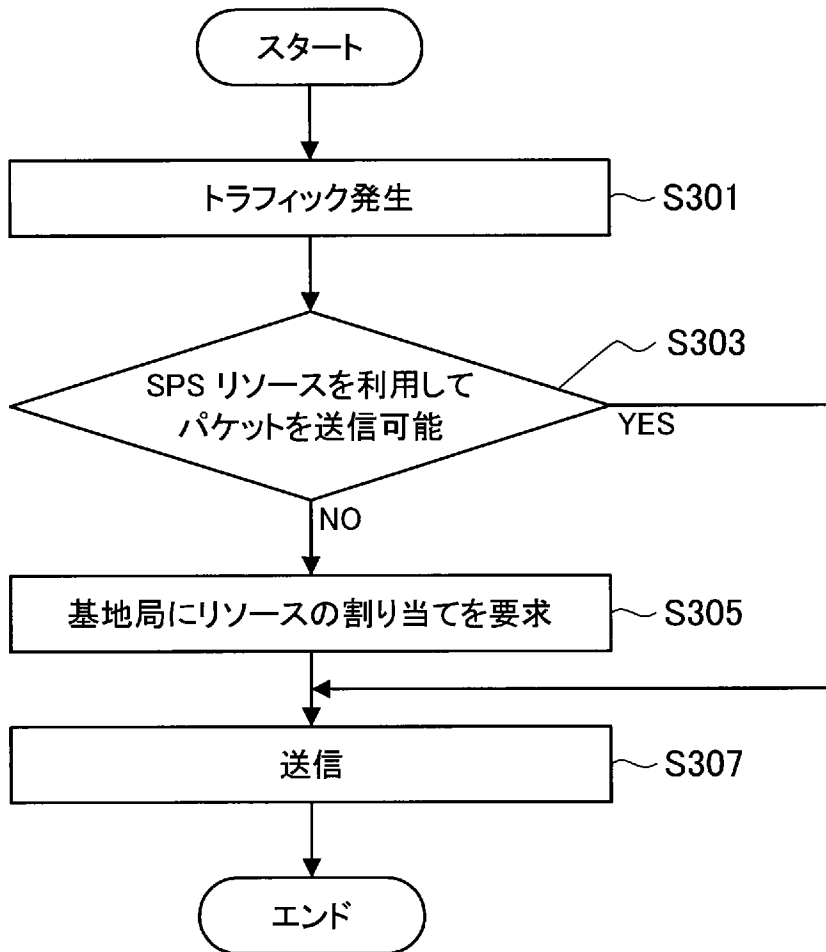 スタート
トラフィック発生
S301
S303
SPS リソースを利用して
パケットを送信可能
YES
NO
基地局にリソースの割り当てを要求
S305
送信
S307
エンド